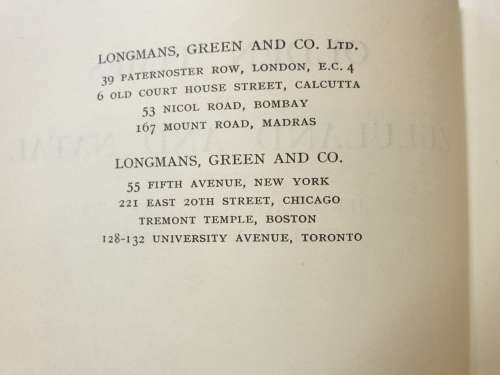 LONGMANS, GREEN AND CO. LTD.
39 PATERNOSTER ROW, LONDON, E.C. 4
6 OLD COURT HOUSE STREET, CALCUTTA
53 NICOL ROAD, BOMBAY
167 MOUNT ROAD, MADRAS
LONGMANS, GREEN AND CO.
55 FIFTH AVENUE, NEW YORK
221 EAST 20TH STREET, CHICAGO
TREMONT TEMPLE, BOSTON
128-132 UNIVERSITY AVENUE, TORONTO